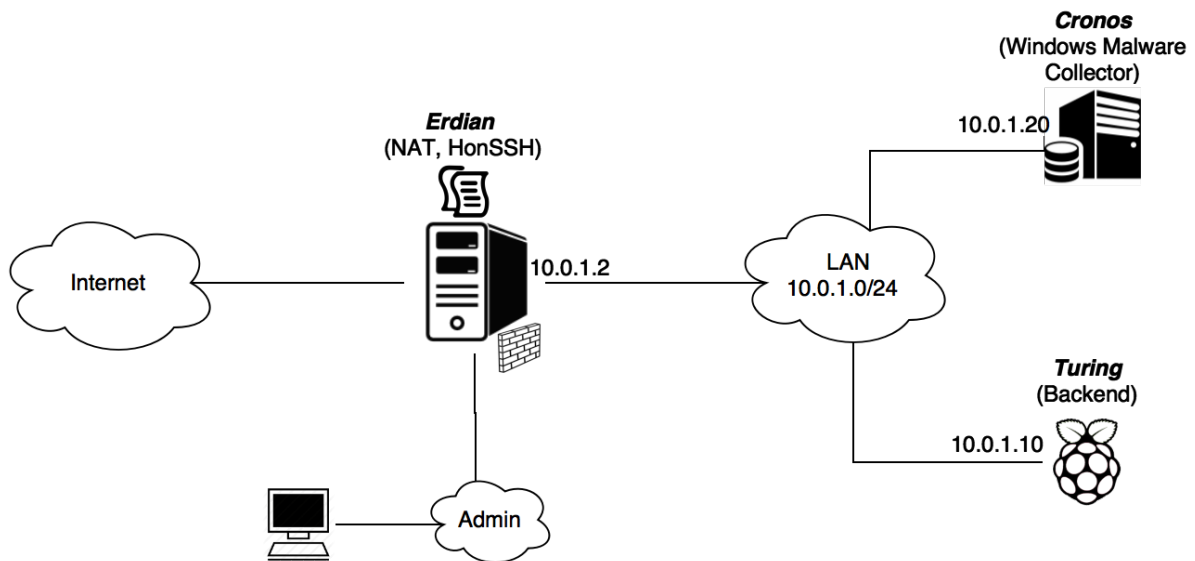 Cronos
(Windows Malware
Collector)
10.0.1.20
Erdian
(NAT, HonSSH)
Internet
10.0.1.2
LAN
10.0.1.0/24
Turing
(Backend)
10.0.1.10
Admin